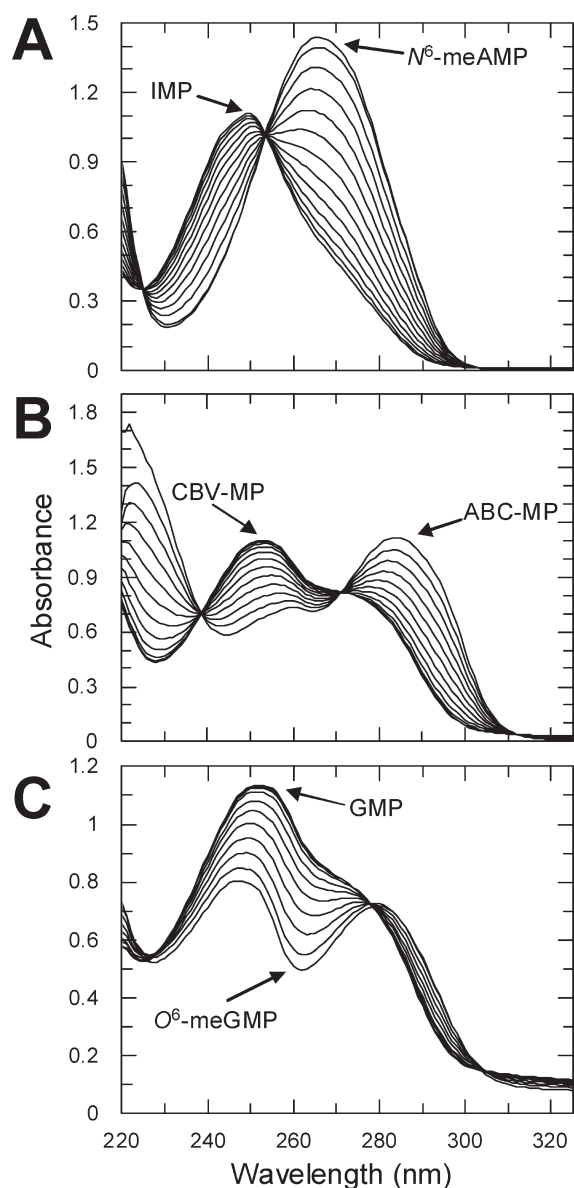 A
1.5
1.2
0.9
0.6
0.3
0
IMP
N6-meAMP
B
1.8
1.5
1.2
0.9
0.6
0.3
0
CBV-MP
ABC-MP
Absorbance
C
1.2
1
0.8
0.6
0.4
0.2
0
GMP
O6-meGMP
220 240 260 280 300 320
Wavelength (nm)